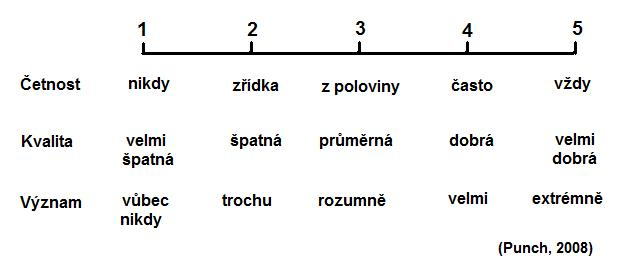 1 2 3 4 5
Četnost nikdy zřídka z poloviny často vždy
Kvalita velmi špatná průměrná dobrá velmi
špatná dobrá
Význam vůbec trochu rozumně velmi extrémně
nikdy
(Punch, 2008)